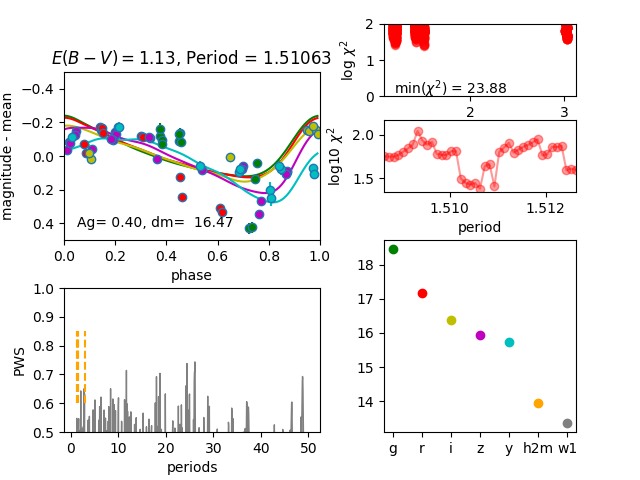 E(B − V) = 1.13, Period = 1.51063
magnitude - mean
−0.4
−0.2
0.0
0.2
0.4
Ag= 0.40, dm=  16.47
0.0 0.2 0.4 0.6 0.8 1.0
phase
log χ²
2
1
0
min(χ²) = 23.88
2 3
log10 χ²
2.0
1.5
1.510 1.512
period
PWS
1.0
0.9
0.8
0.7
0.6
0.5
0 10 20 30 40 50
periods
18
17
16
15
14
g r i z y h2m w1